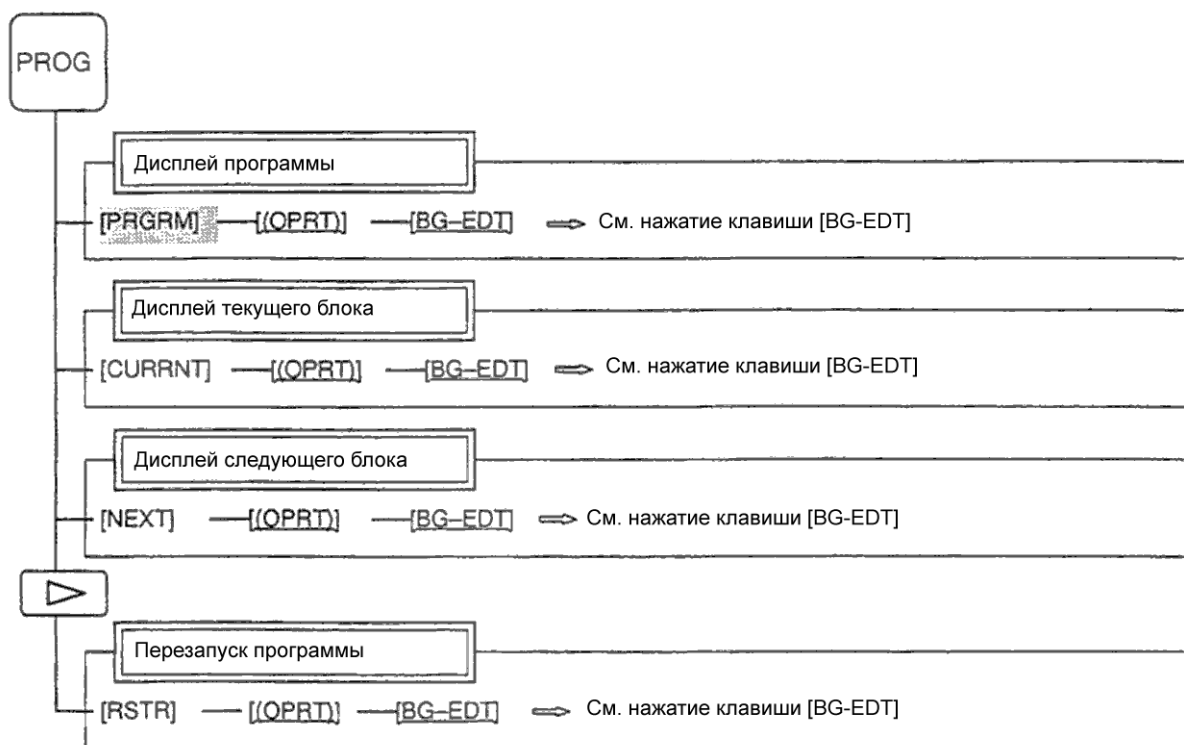 PROG
Дисплей программы
[PRGRM] [(OPRT)] [BG–EDT] См. нажатие клавиши [BG-EDT]
Дисплей текущего блока
[CURRNT] [(OPRT)] [BG–EDT] См. нажатие клавиши [BG-EDT]
Дисплей следующего блока
[NEXT] [(OPRT)] [BG–EDT] См. нажатие клавиши [BG-EDT]
Перезапуск программы
[RSTR] [(OPRT)] [BG–EDT] См. нажатие клавиши [BG-EDT]